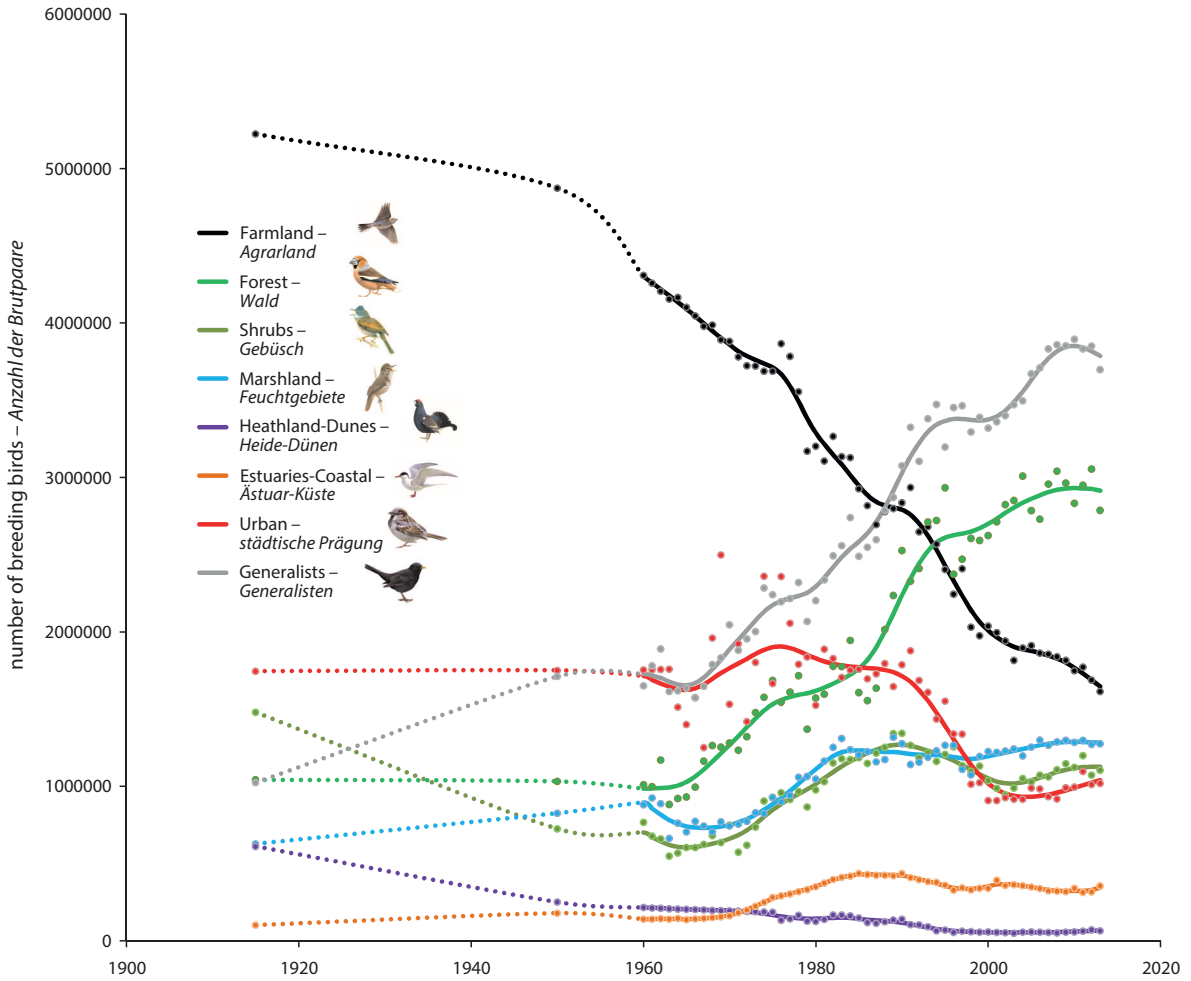 6000000
5000000
4000000
3000000
2000000
1000000
0
number of breeding birds – Anzahl der Brutpaare
Farmland –
Agrarland
Forest –
Wald
Shrubs –
Gebüsch
Marshland –
Feuchtgebiete
Heathland-Dunes –
Heide-Dünen
Estuaries-Coastal –
Ästuar-Küste
Urban –
städtische Prägung
Generalists –
Generalisten
1900 1920 1940 1960 1980 2000 2020